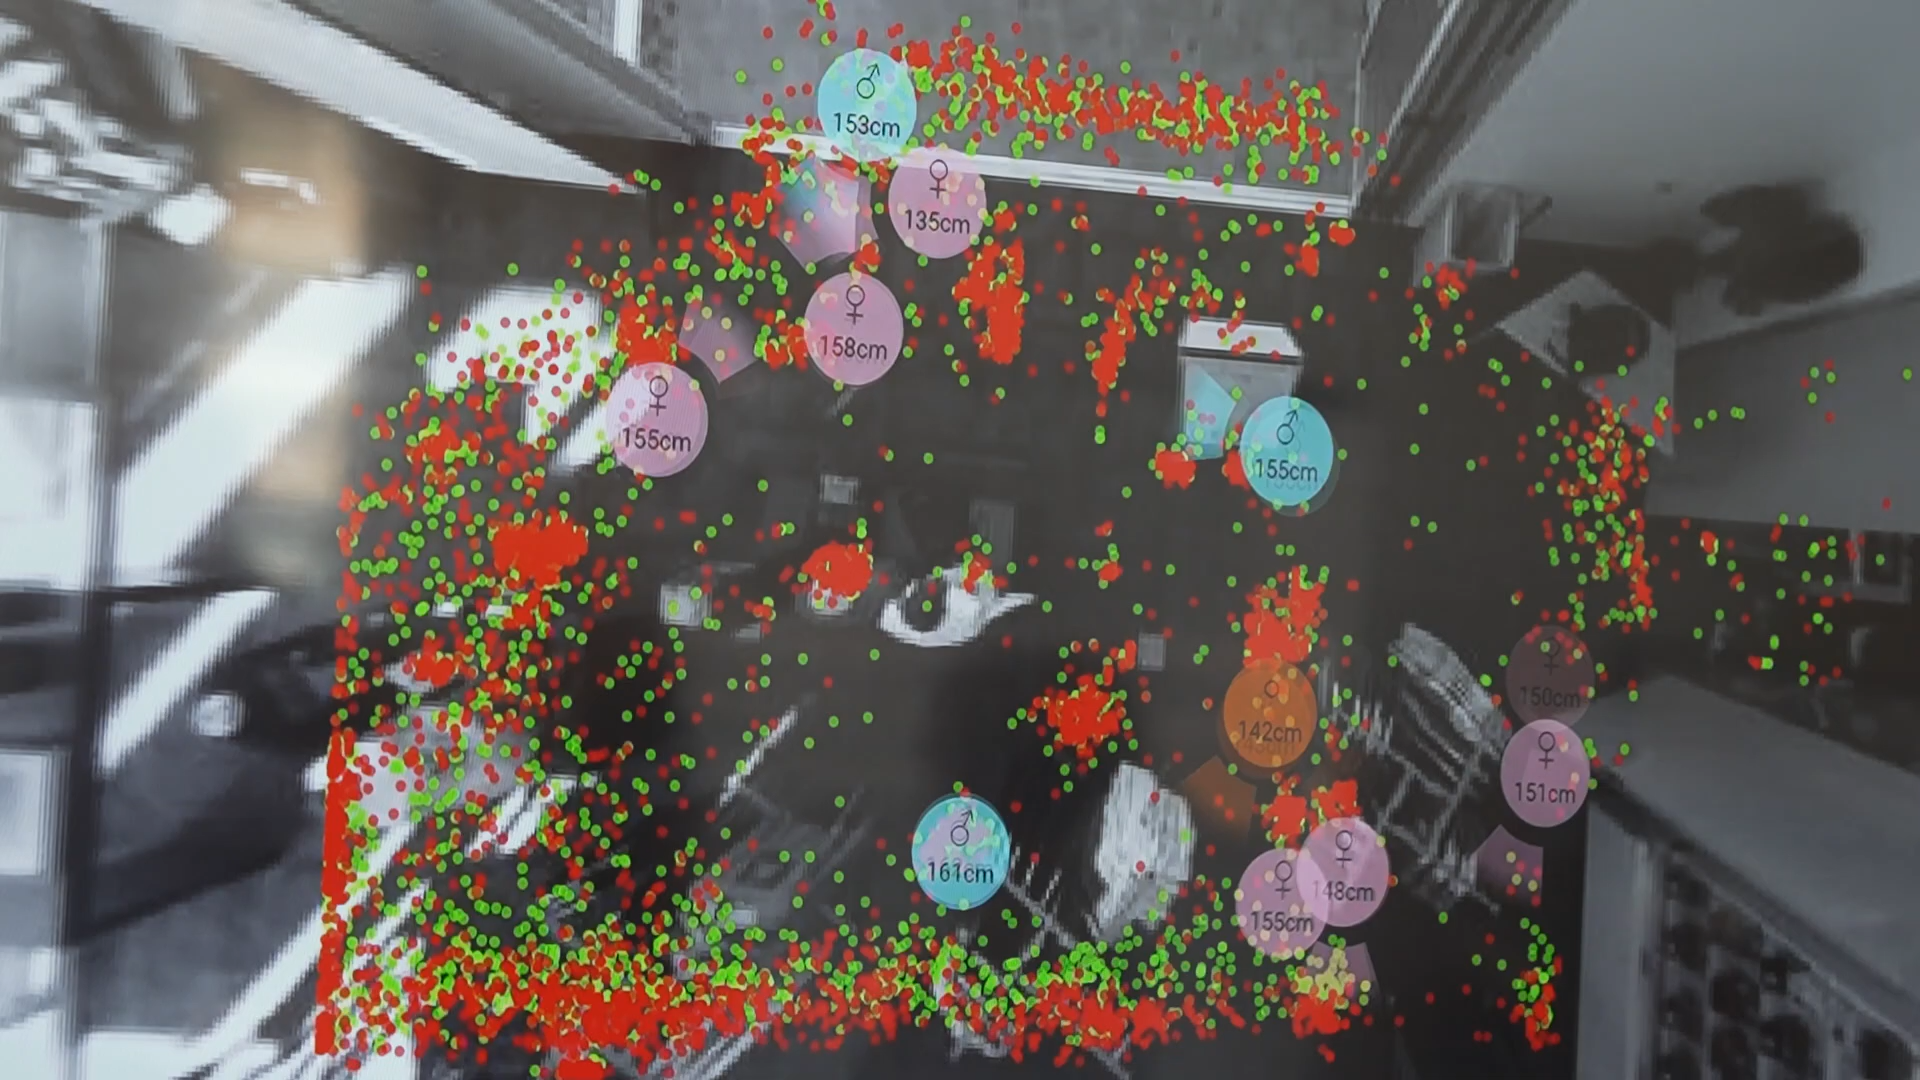 ♂
153cm
♀
135cm
♀
158cm
♀
155cm
♂
155cm
♀
150cm
142cm
♀
151cm
♂
161cm
♀
148cm
♀
155cm